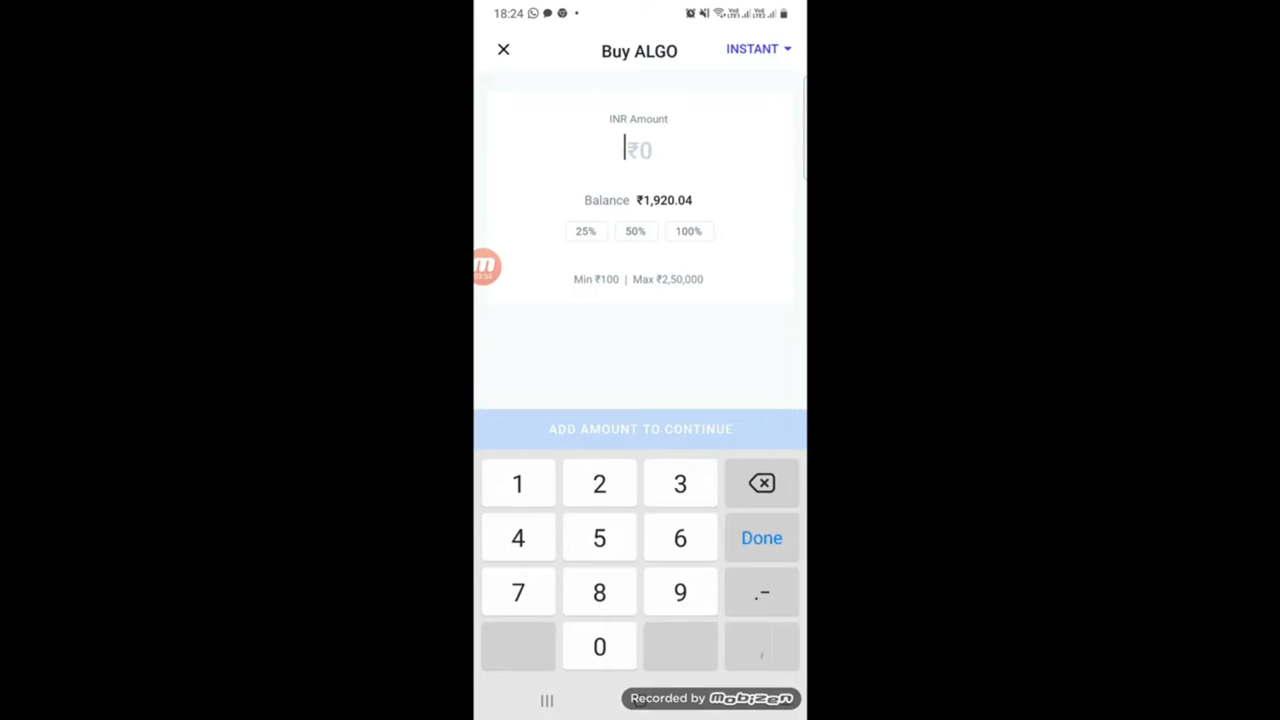 18:24
Buy ALGO
INSTANT
INR Amount
₹0
Balance ₹1,920.04
25% 50% 100%
Min ₹100 | Max ₹2,50,000
ADD AMOUNT TO CONTINUE
1 2 3
4 5 6 Done
7 8 9 .-
0 ,
Recorded by mobizen